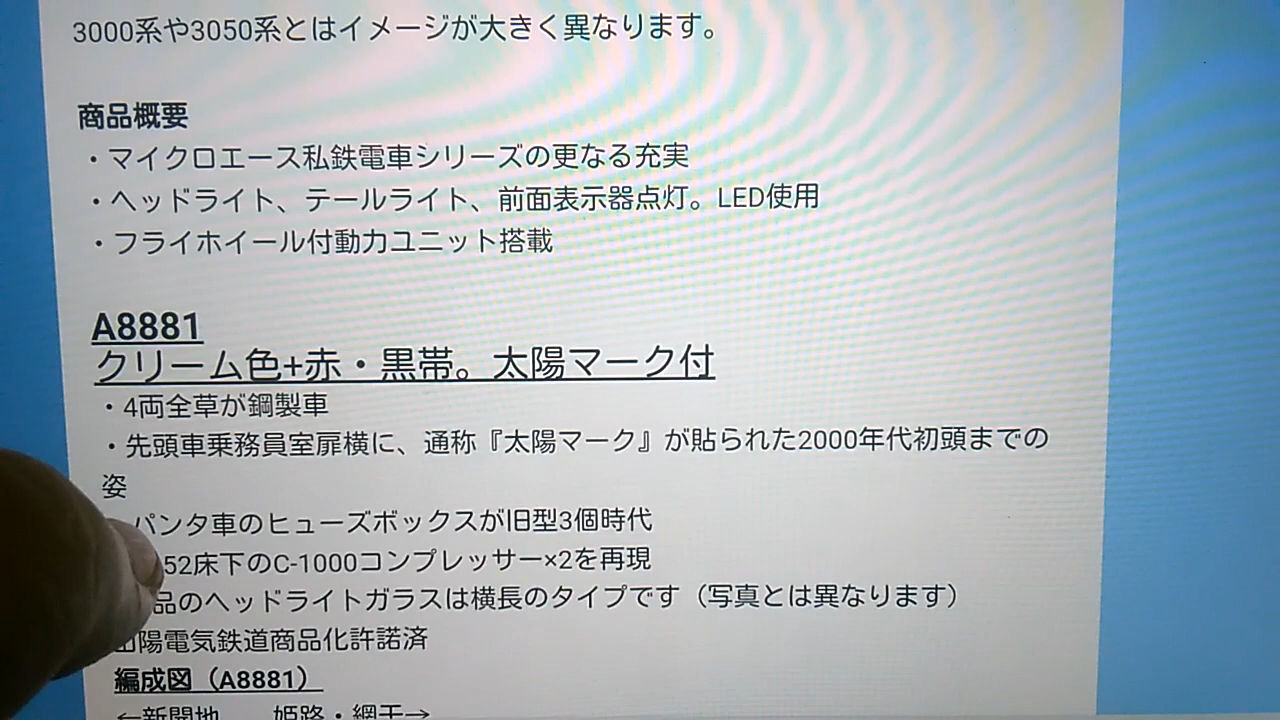 3000系や3050系とはイメージが大きく異なります。
商品概要
・マイクロエース私鉄電車シリーズの更なる充実
・ヘッドライト、テールライト、前面表示器点灯。LED使用
・フライホイール付動力ユニット搭載
A8881
クリーム色+赤・黒帯。太陽マーク付
・4両全草が鋼製車
・先頭車乗務員室扉横に、通称『太陽マーク』が貼られた2000年代初頭までの
姿
パンタ車のヒューズボックスが旧型3個時代
52床下のC-1000コンプレッサー×2を再現
品のヘッドライトガラスは横長のタイプです（写真とは異なります）
山陽電気鉄道商品化許諾済
編成図（A8881）
←新開地 姫路・網干→